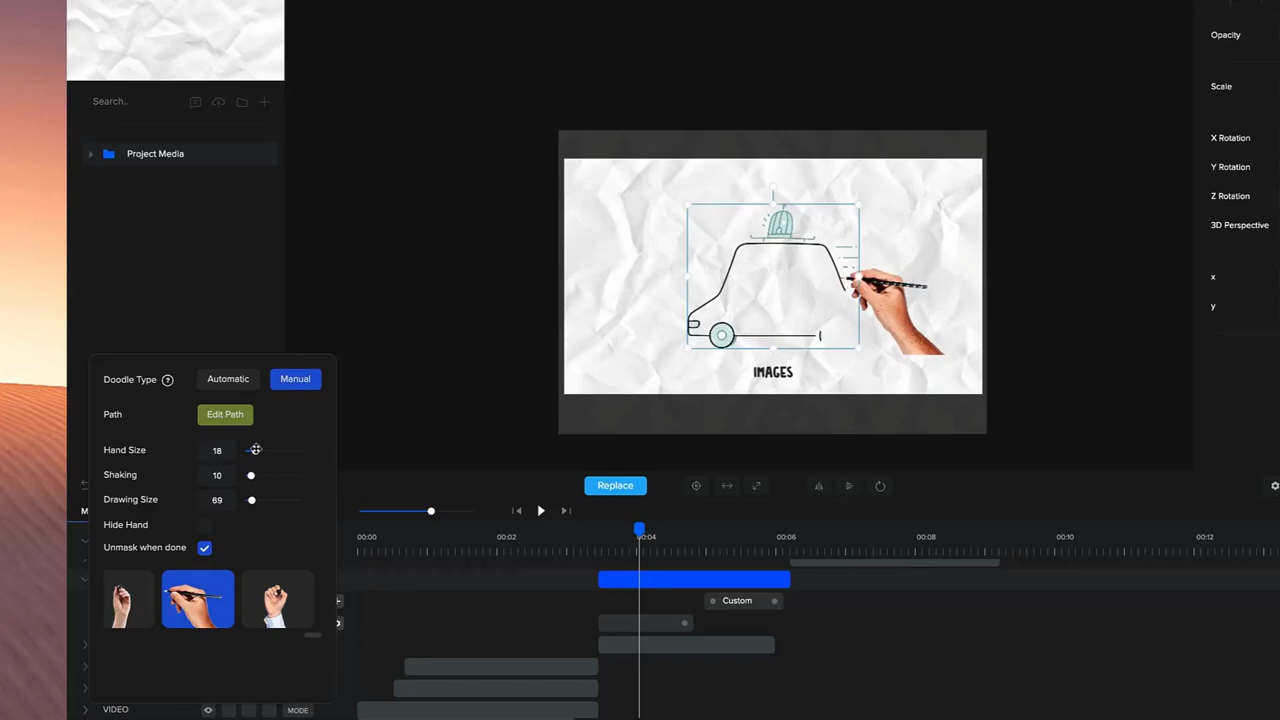 Opacity
Search..
Scale
X Rotation
Project Media
Y Rotation
Z Rotation
3D Perspective
x
y
IMAGES
Doodle Type ? Automatic Manual
Path Edit Path
Hand Size 18
Shaking 10
Drawing Size 69
Hide Hand
Unmask when done
Replace
00:00 00:02 00:04 00:06 00:08 00:10 00:12
Custom
VIDEO MODE